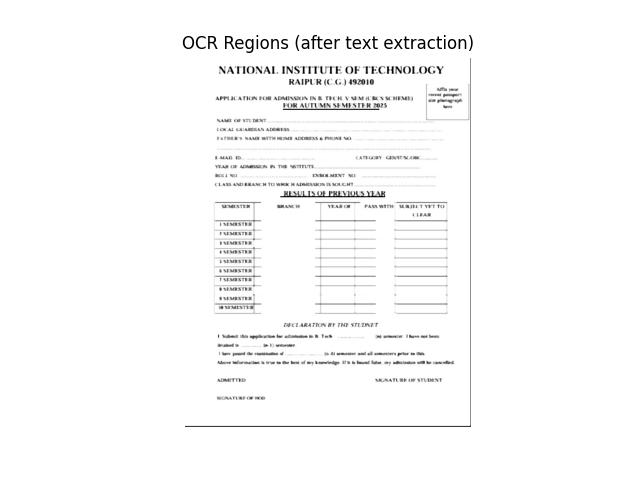 OCR Regions (after text extraction)
NATIONAL INSTITUTE OF TECHNOLOGY
RAIPUR (C.G.) 492010
Affix your
recent passport
size photograph
here
APPLICATION FOR ADMISSION IN B. TECH. V SEM (CBCS SCHEME)
FOR AUTUMN SEMESTER 2025
NAME OF STUDENT
LOCAL GUARDIAN ADDRESS
FATHER'S NAME WITH HOME ADDRESS & PHONE NO.
E-MAIL ID CATEGORY GEN/ST/SC/OBC
YEAR OF ADMISSION IN THE INSTITUTE
ROLL NO ENROLMENT NO
CLASS AND BRANCH TO WHICH ADMISSION IS SOUGHT
RESULTS OF PREVIOUS YEAR
SEMESTER BRANCH YEAR OF PASS WITH SUBJECT YET TO
CLEAR
1 SEMESTER
2 SEMESTER
3 SEMESTER
4 SEMESTER
5 SEMESTER
6 SEMESTER
7 SEMESTER
8 SEMESTER
9 SEMESTER
10 SEMESTER
DECLARATION BY THE STUDNET
I Submit this application for admission in B. Tech ............. (n) semester. I have not been
detained in ............ (n-1) semester
I have passed the examination of ................. (n-4) semester and all semesters prior to this.
Above information is true to the best of my knowledge. If it is found false, my admission will be cancelled.
ADMITTED SIGNATURE OF STUDENT
SIGNATURE OF HOD